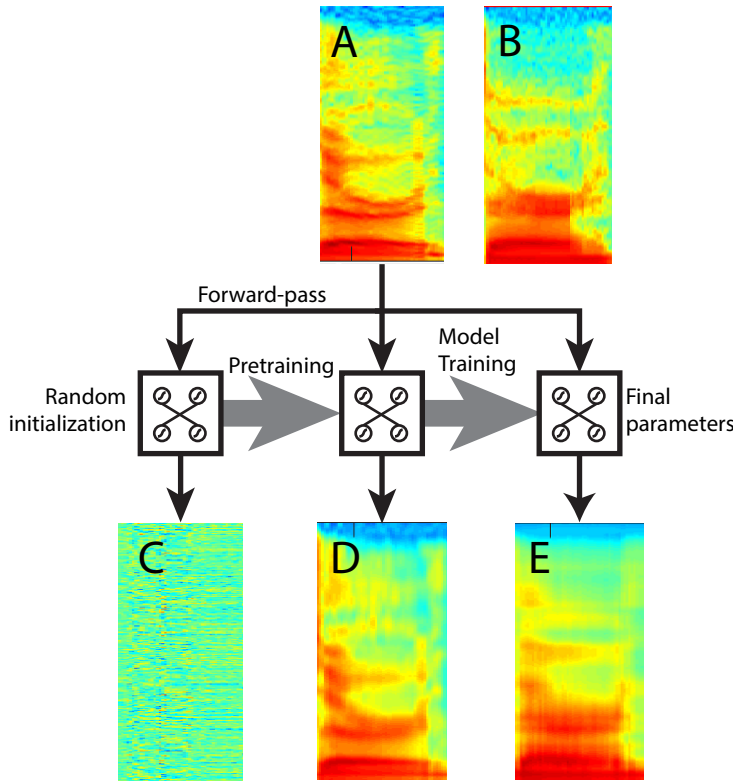 A
B
Forward-pass
Pretraining
Model
Training
Random
initialization
Final
parameters
C
D
E